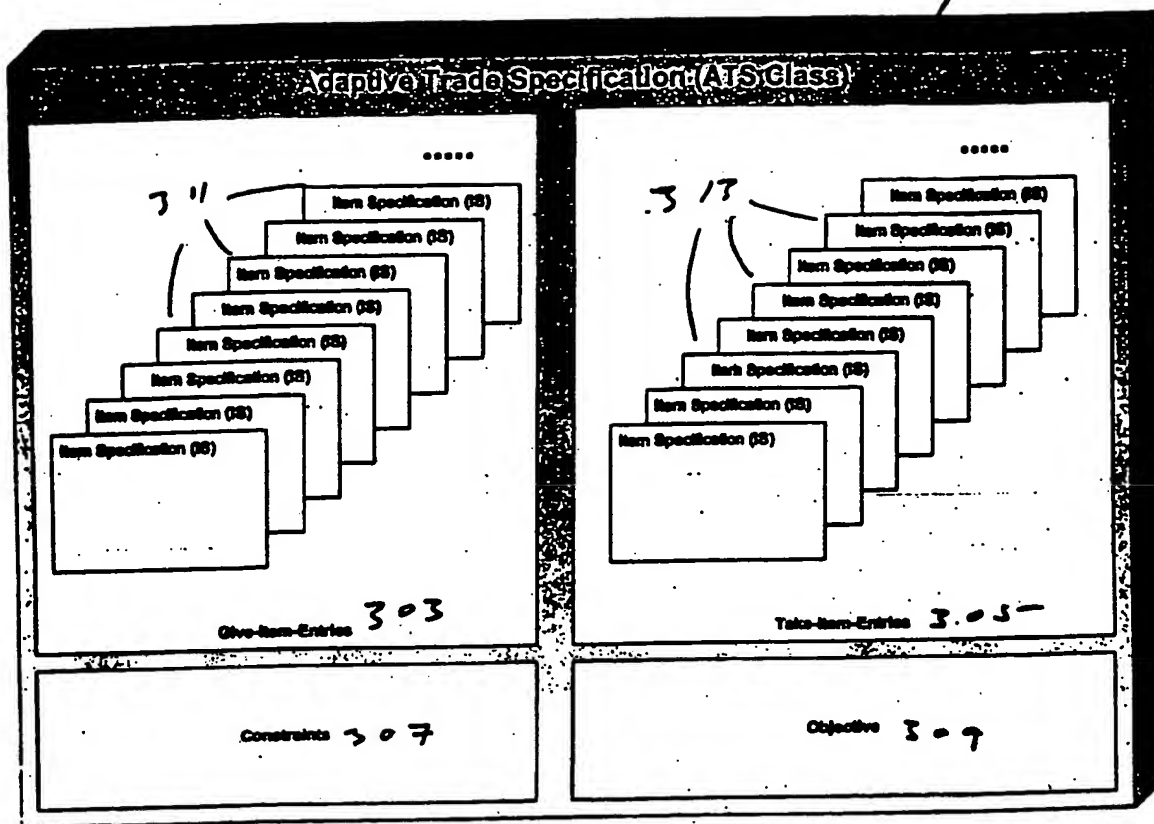 Adaptive Trade Specification (ATS Class)
.....
311
Item Specification (IS)
Item Specification (IS)
Item Specification (IS)
Item Specification (IS)
Item Specification (IS)
Item Specification (IS)
Item Specification (IS)
Item Specification (IS)
Give-Item-Entries 303
.....
313
Item Specification (IS)
Item Specification (IS)
Item Specification (IS)
Item Specification (IS)
Item Specification (IS)
Item Specification (IS)
Item Specification (IS)
Item Specification (IS)
Take-Item-Entries 305
Constraints 307
Objective 309